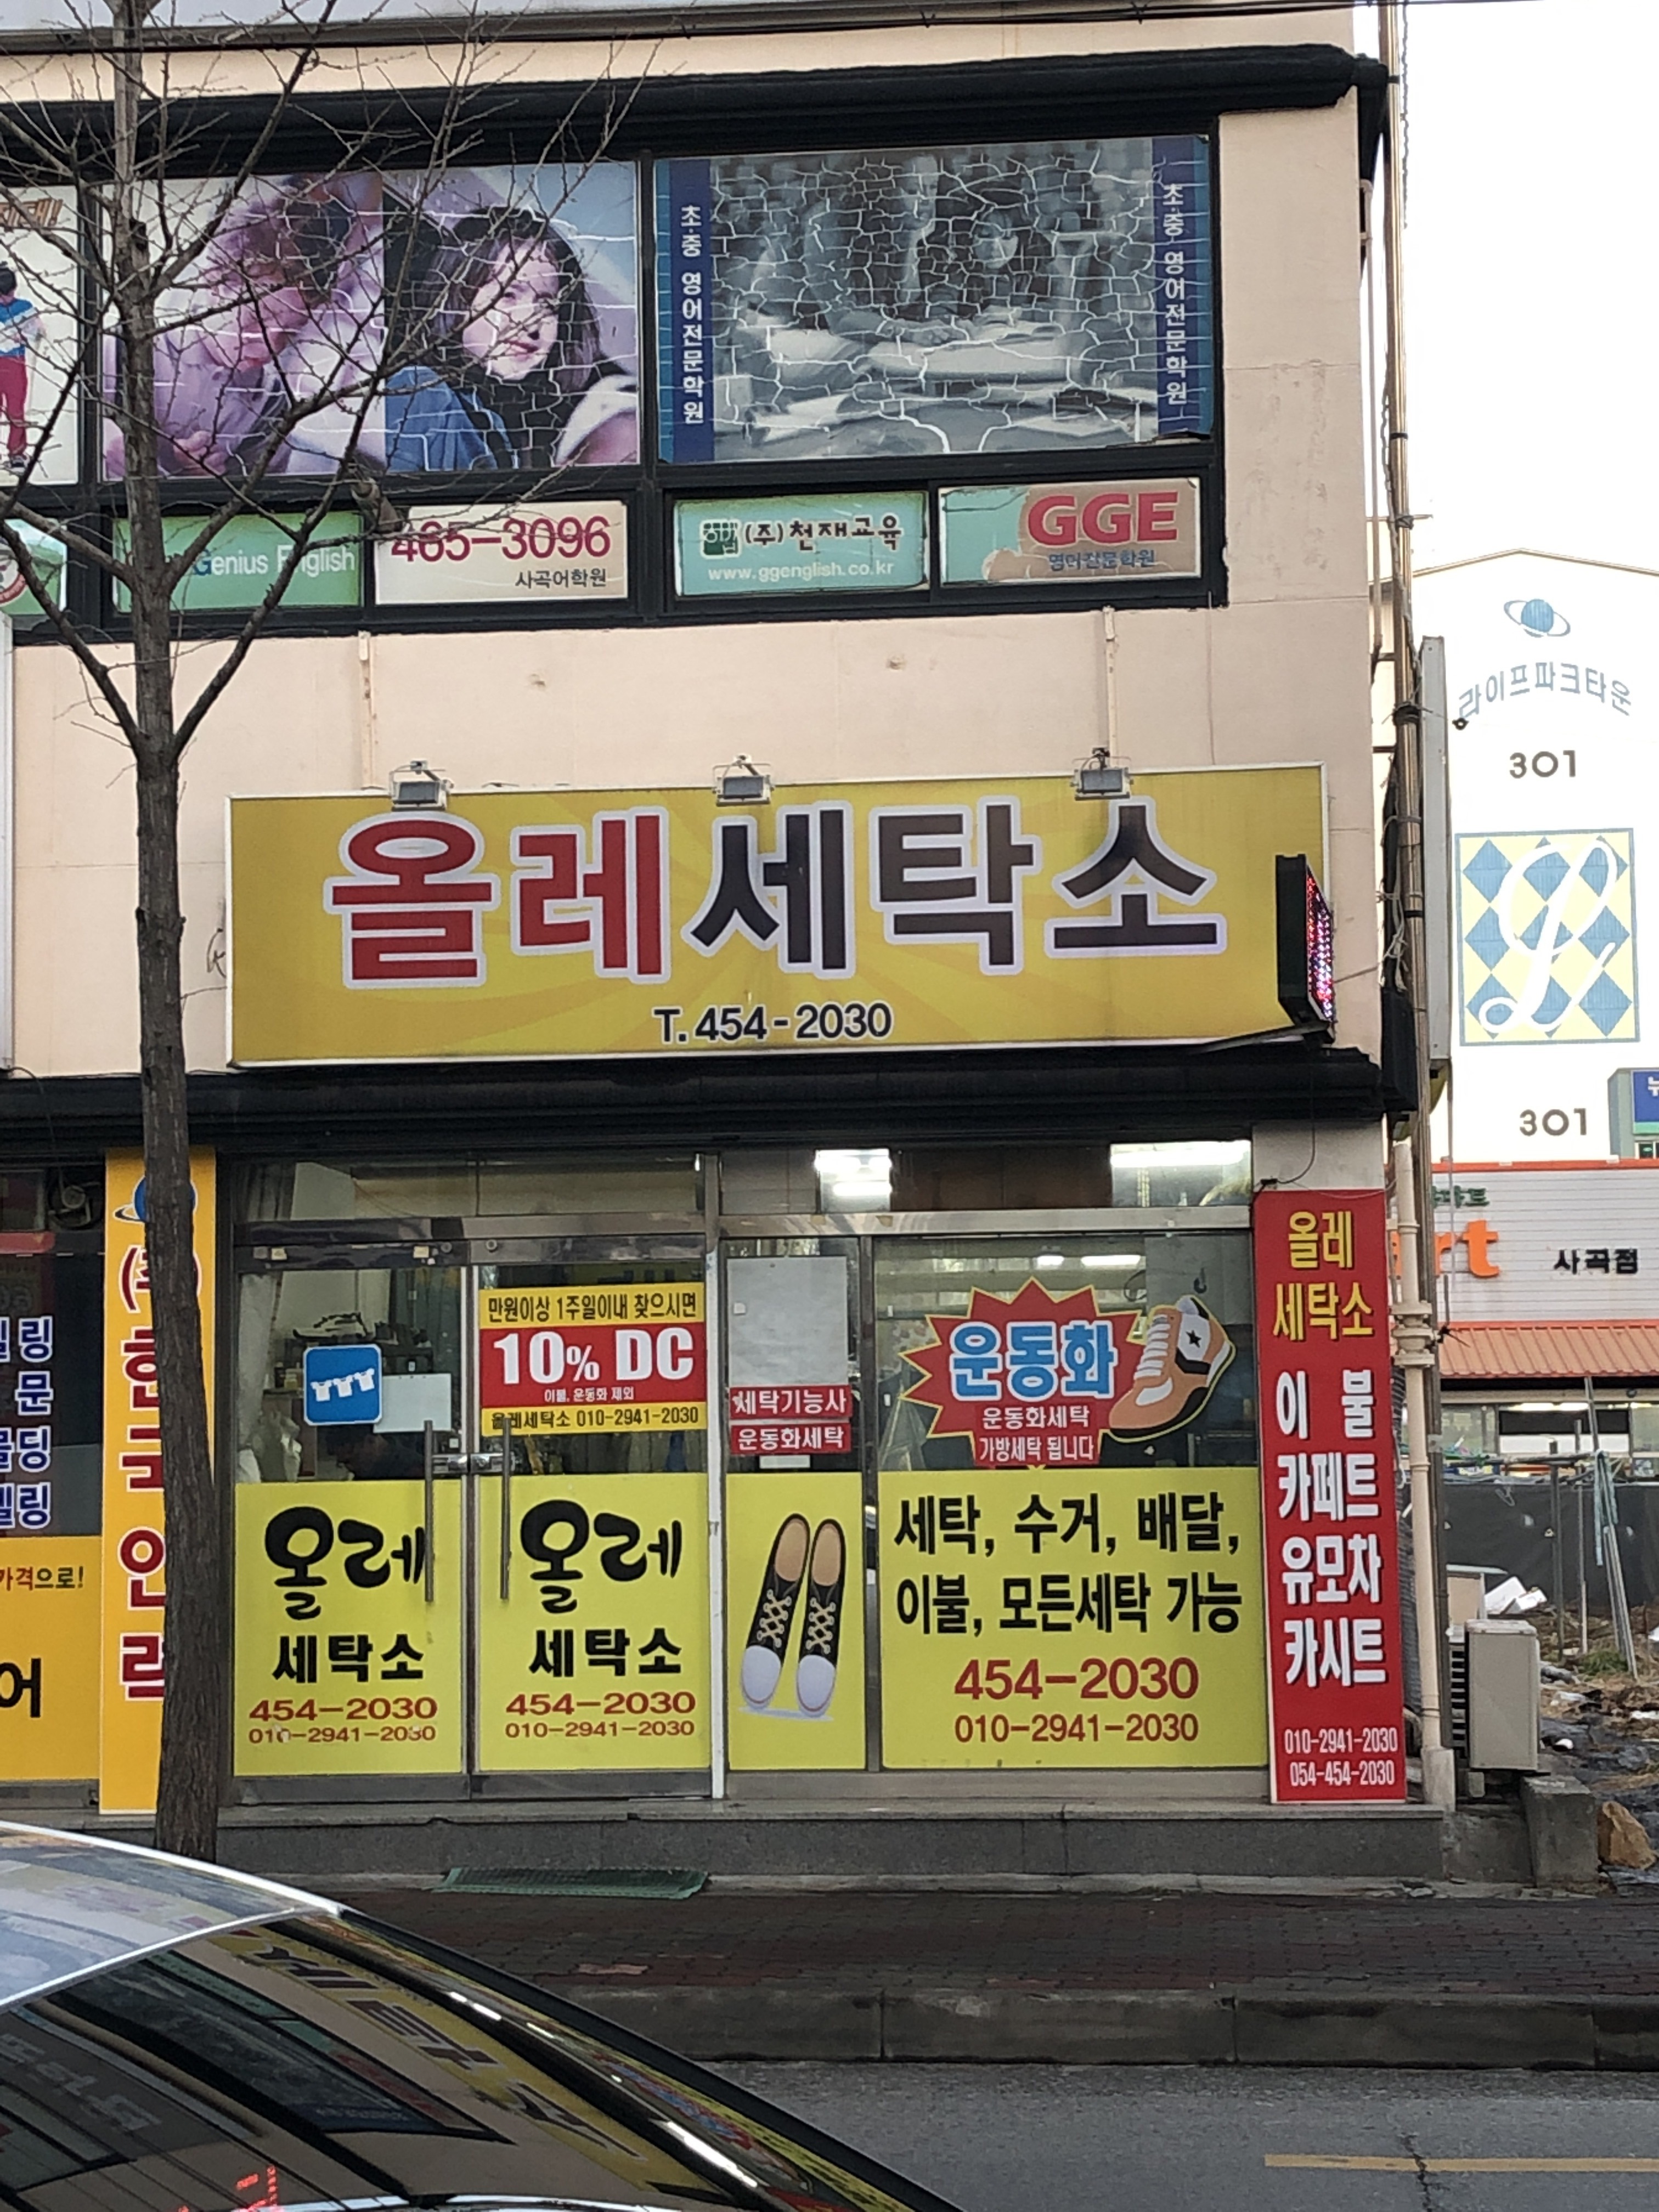 초·중 영어전문학원
초·중 영어전문학원
Genius English
465-3096
사곡어학원
(주)천재교육
www.ggenglish.co.kr
GGE
영어전문학원
라이프파크타운
301
301
올레세탁소
T.454-2030
사곡점
만원이상 1주일이내 찾으시면
10% DC
이불, 운동화 제외
올레세탁소 010-2941-2030
세탁기능사
운동화세탁
운동화
운동화세탁
가방세탁 됩니다
올레
세탁소
454-2030
010-2941-2030
올레
세탁소
454-2030
010-2941-2030
세탁, 수거, 배달,
이불, 모든세탁 가능
454-2030
010-2941-2030
올레
세탁소
이불
카페트
유모차
카시트
010-2941-2030
054-454-2030
가격으로!